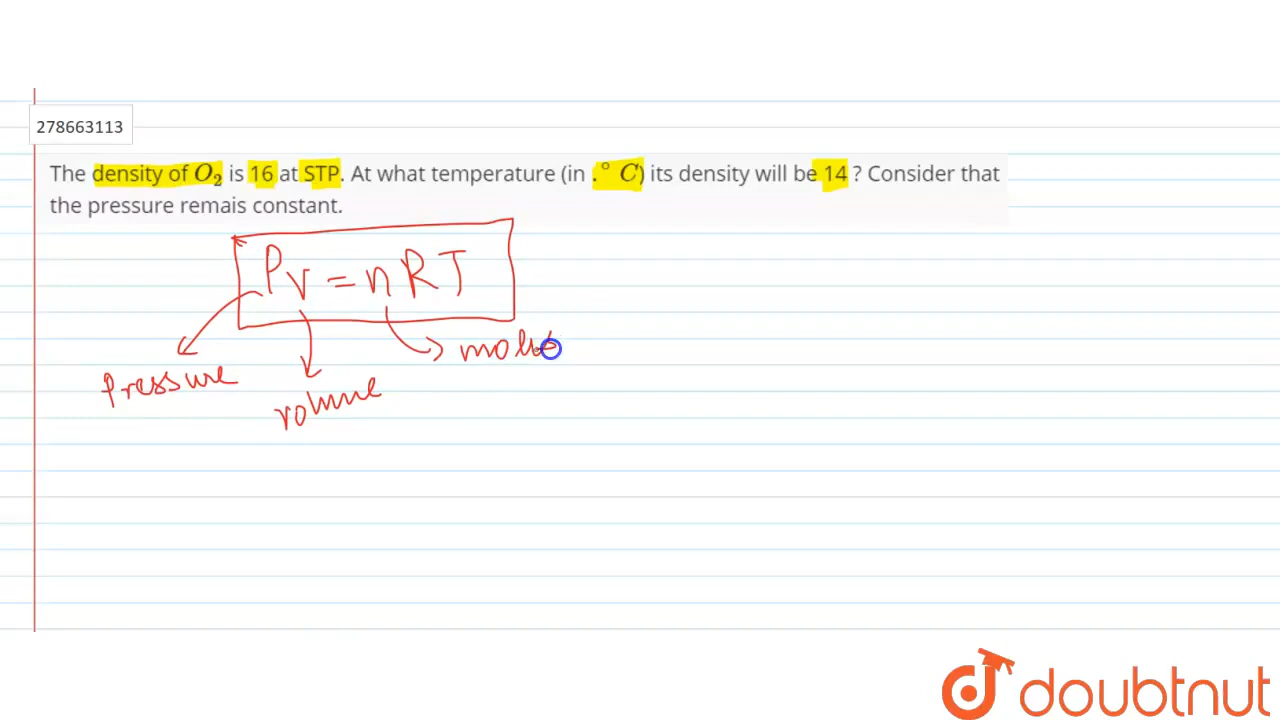 278663113
The density of O₂ is 16 at STP. At what temperature (in .° C) its density will be 14 ? Consider that
the pressure remais constant.
PV = nRT
Pressure
volume
doubtnut